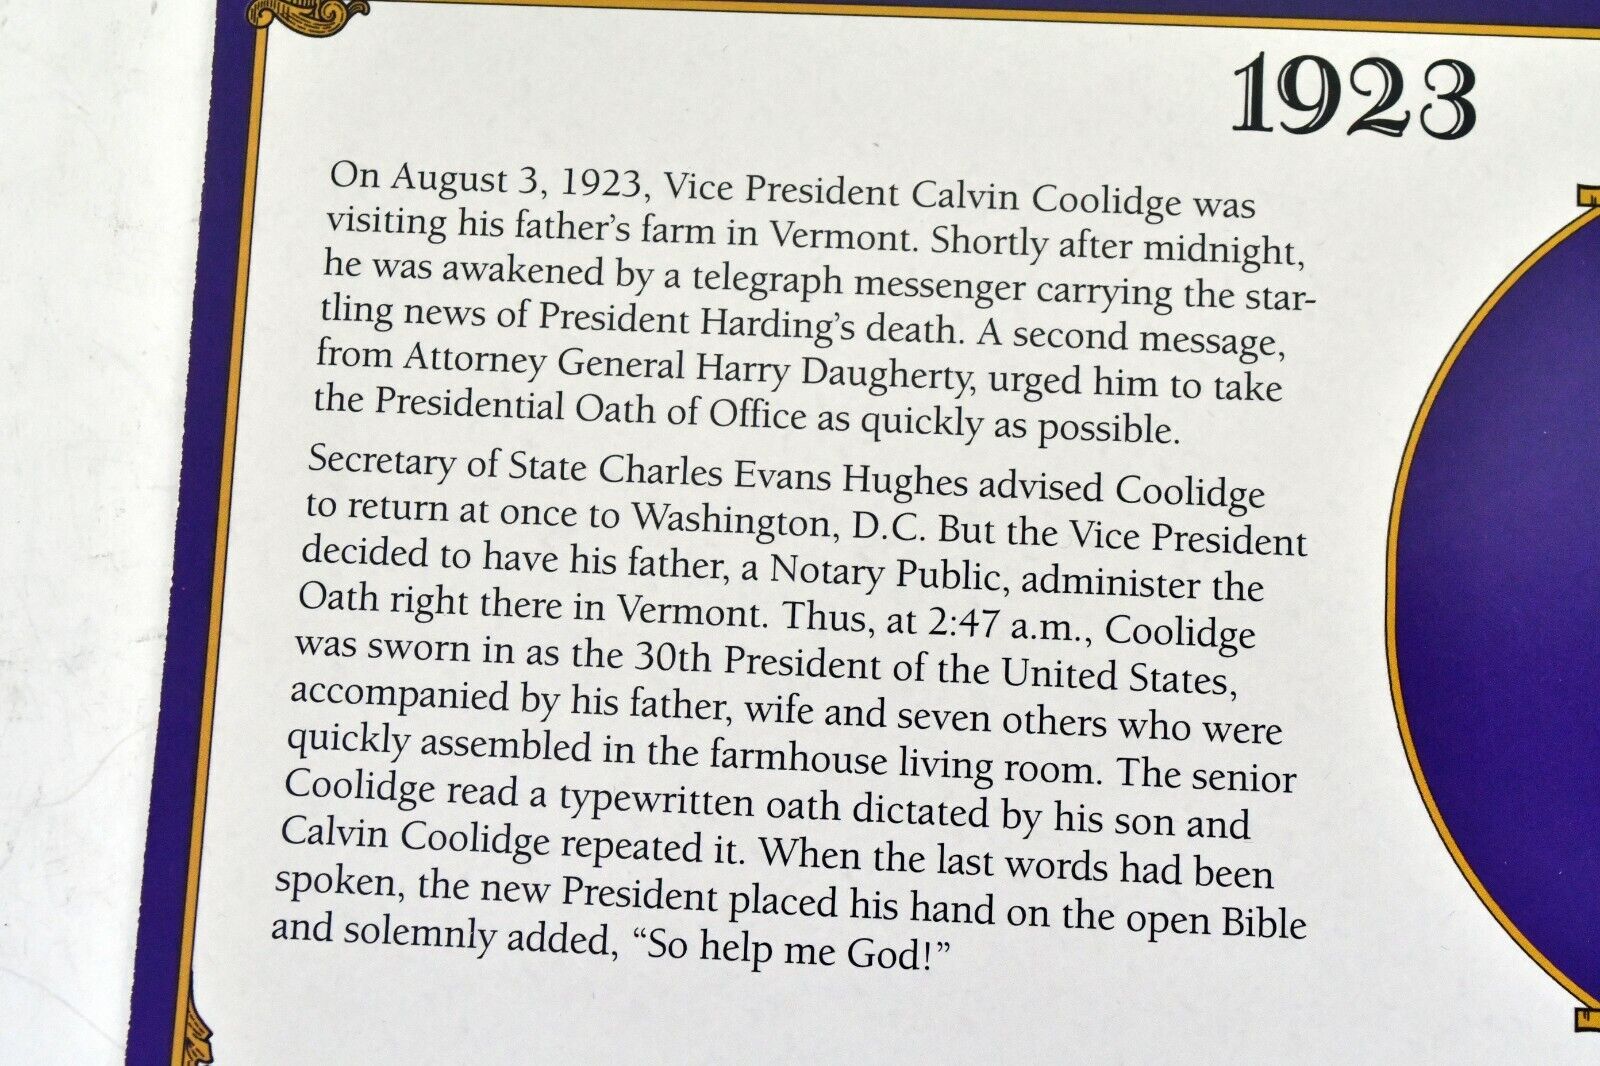 1923
On August 3, 1923, Vice President Calvin Coolidge was
visiting his father's farm in Vermont. Shortly after midnight,
he was awakened by a telegraph messenger carrying the star-
tling news of President Harding's death. A second message,
from Attorney General Harry Daugherty, urged him to take
the Presidential Oath of Office as quickly as possible.
Secretary of State Charles Evans Hughes advised Coolidge
to return at once to Washington, D.C. But the Vice President
decided to have his father, a Notary Public, administer the
Oath right there in Vermont. Thus, at 2:47 a.m., Coolidge
was sworn in as the 30th President of the United States,
accompanied by his father, wife and seven others who were
quickly assembled in the farmhouse living room. The senior
Coolidge read a typewritten oath dictated by his son and
Calvin Coolidge repeated it. When the last words had been
spoken, the new President placed his hand on the open Bible
and solemnly added, “So help me God!”